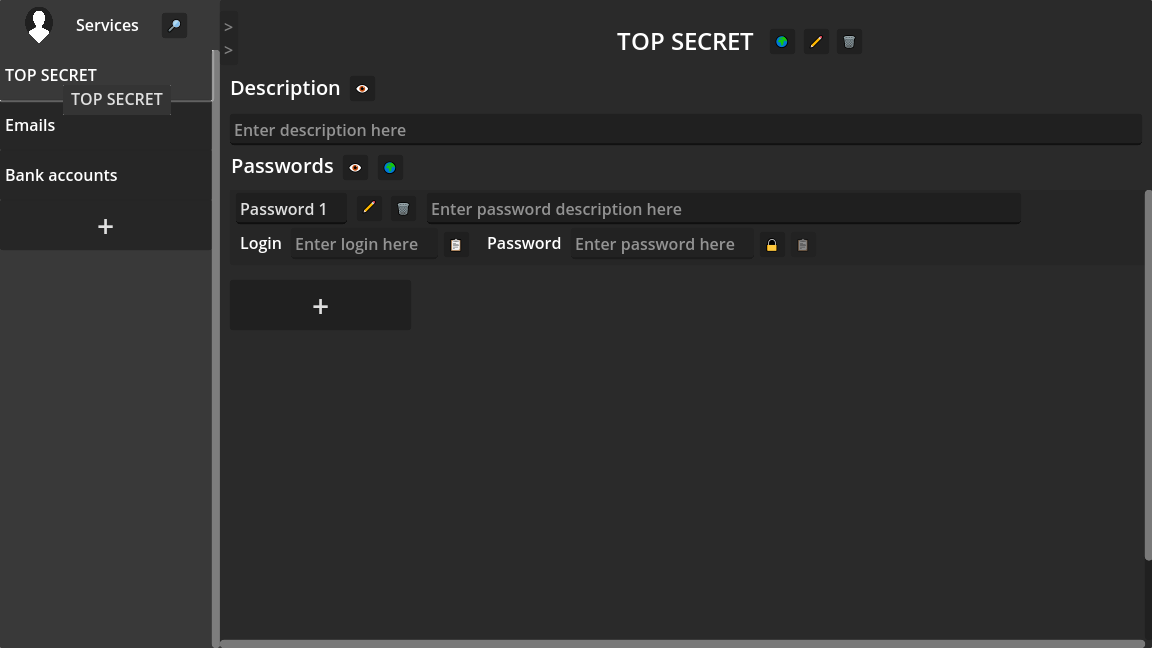 Services
>
>
TOP SECRET
TOP SECRET
TOP SECRET
Emails
Bank accounts
+
Description
Enter description here
Passwords
Password 1
Enter password description here
Login
Enter login here
Password
Enter password here
+